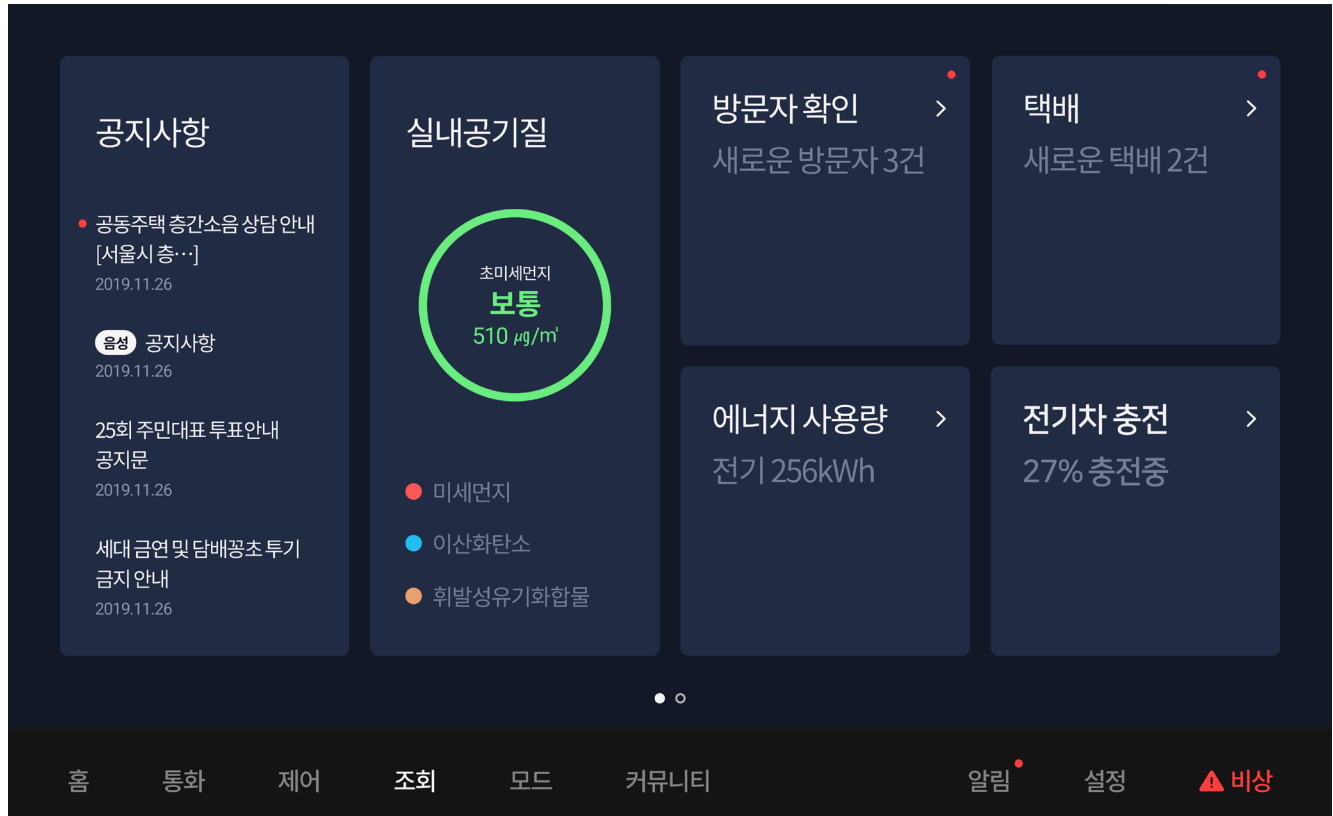 공지사항
공동주택 층간소음 상담 안내
[서울시 층…]
2019.11.26
음성 공지사항
2019.11.26
25회 주민대표 투표안내
공지문
2019.11.26
세대 금연 및 담배꽁초 투기
금지 안내
2019.11.26
실내공기질
초미세먼지
보통
510 ㎍/㎥
미세먼지
이산화탄소
휘발성유기화합물
방문자 확인
새로운 방문자 3건
택배
새로운 택배 2건
에너지 사용량
전기 256kWh
전기차 충전
27% 충전중
홈 통화 제어 조회 모드 커뮤니티 알림 설정 비상